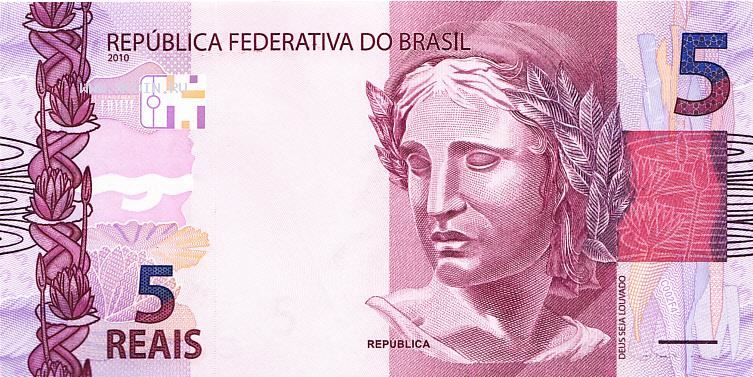 REPÚBLICA FEDERATIVA DO BRASIL
2010
5
5
REAIS
REPÚBLICA
DEUS SEJA LOUVADO